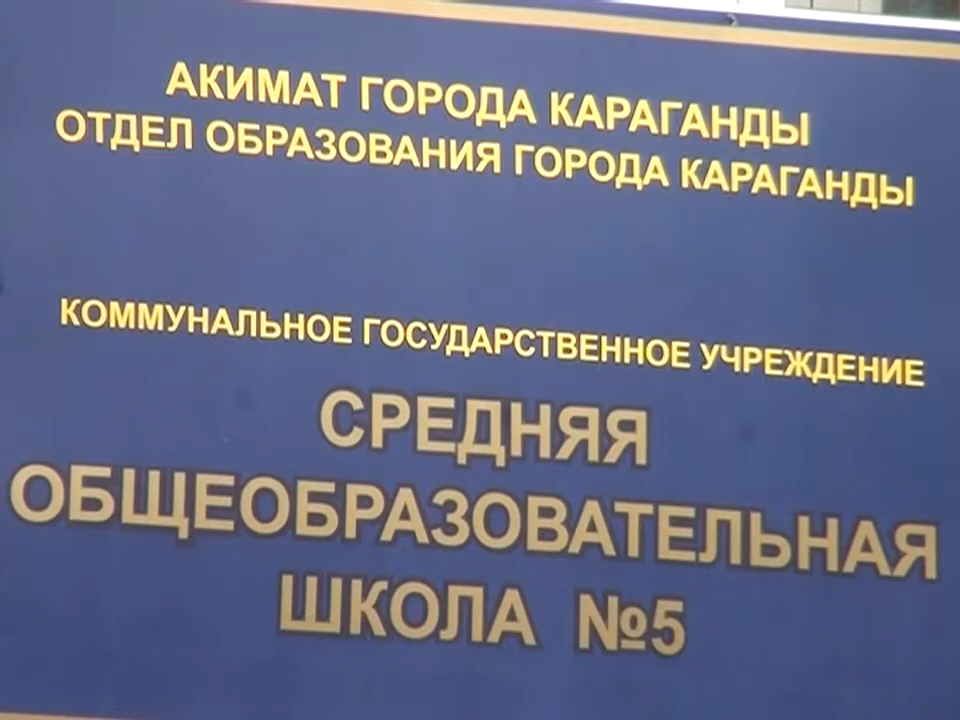 АКИМАТ ГОРОДА КАРАГАНДЫ
ОТДЕЛ ОБРАЗОВАНИЯ ГОРОДА КАРАГАНДЫ
КОММУНАЛЬНОЕ ГОСУДАРСТВЕННОЕ УЧРЕЖДЕНИЕ
СРЕДНЯЯ
ОБЩЕОБРАЗОВАТЕЛЬНАЯ
ШКОЛА №5